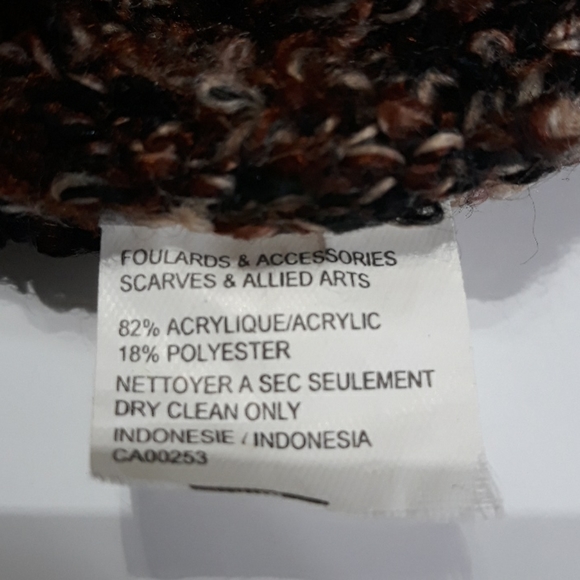 FOULARDS & ACCESSORIES
SCARVES & ALLIED ARTS
82% ACRYLIQUE/ACRYLIC
18% POLYESTER
NETTOYER A SEC SEULEMENT
DRY CLEAN ONLY
INDONESIE / INDONESIA
CA00253